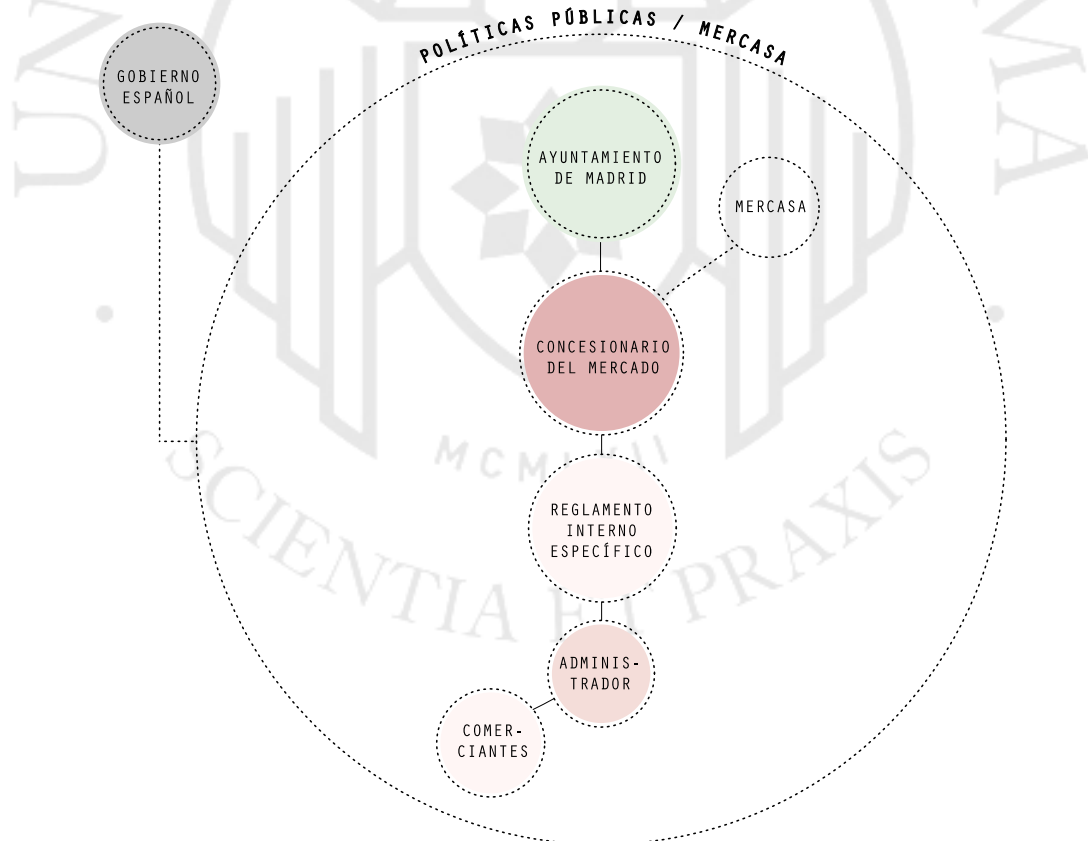 POLÍTICAS PÚBLICAS / MERCASA
GOBIERNO
ESPAÑOL
AYUNTAMIENTO
DE MADRID
MERCASA
CONCESIONARIO
DEL MERCADO
REGLAMENTO
INTERNO
ESPECÍFICO
ADMINIS-
TRADOR
COMER-
CIANTES
SCIENTIA ET PRAXIS